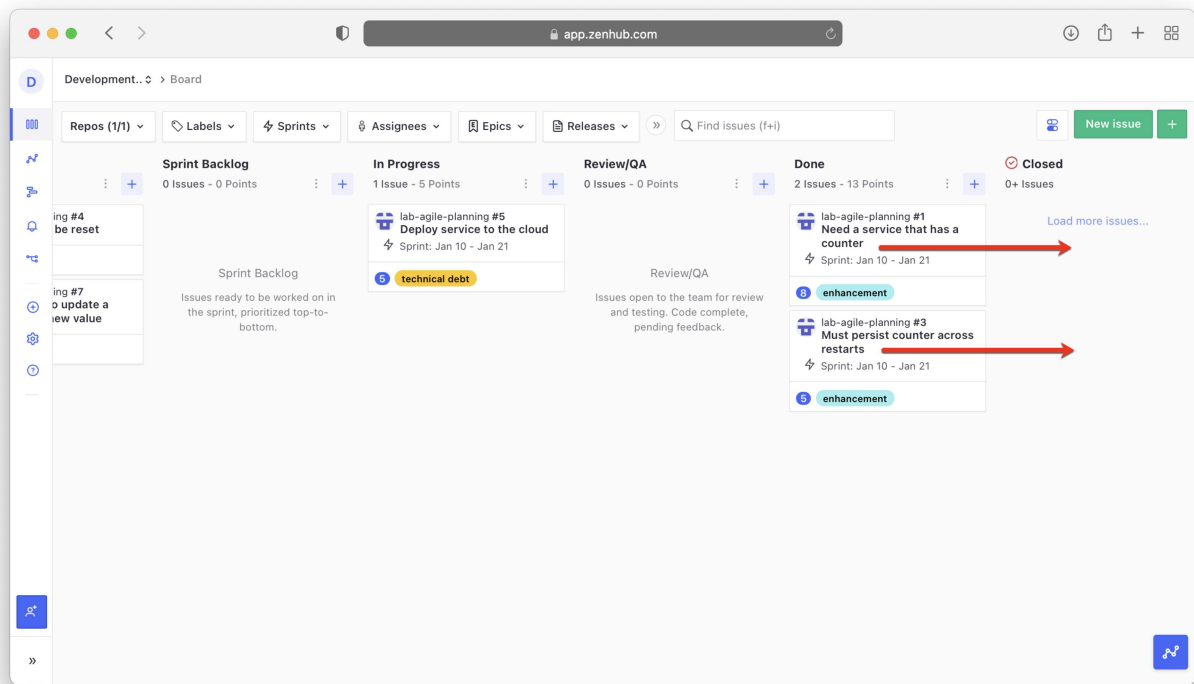 app.zenhub.com
D
Development.. > Board
Repos (1/1)
Labels
Sprints
Assignees
Epics
Releases
Find issues (f+i)
New issue
ing #4
be reset
ing #7
o update a
ew value
Sprint Backlog
0 Issues - 0 Points
Sprint Backlog
Issues ready to be worked on in
the sprint, prioritized top-to-
bottom.
In Progress
1 Issue - 5 Points
lab-agile-planning #5
Deploy service to the cloud
Sprint: Jan 10 - Jan 21
5 technical debt
Review/QA
0 Issues - 0 Points
Review/QA
Issues open to the team for review
and testing. Code complete,
pending feedback.
Done
2 Issues - 13 Points
lab-agile-planning #1
Need a service that has a
counter
Sprint: Jan 10 - Jan 21
8 enhancement
lab-agile-planning #3
Must persist counter across
restarts
Sprint: Jan 10 - Jan 21
5 enhancement
Closed
0+ Issues
Load more issues...